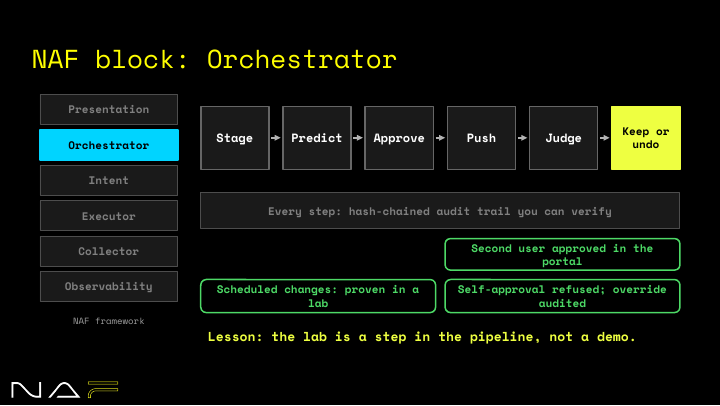 NAF block: Orchestrator
Presentation
Orchestrator
Intent
Executor
Collector
Observability
NAF framework
Stage
Predict
Approve
Push
Judge
Keep or
undo
Every step: hash-chained audit trail you can verify
Second user approved in the
portal
Scheduled changes: proven in a
lab
Self-approval refused; override
audited
Lesson: the lab is a step in the pipeline, not a demo.
NAF